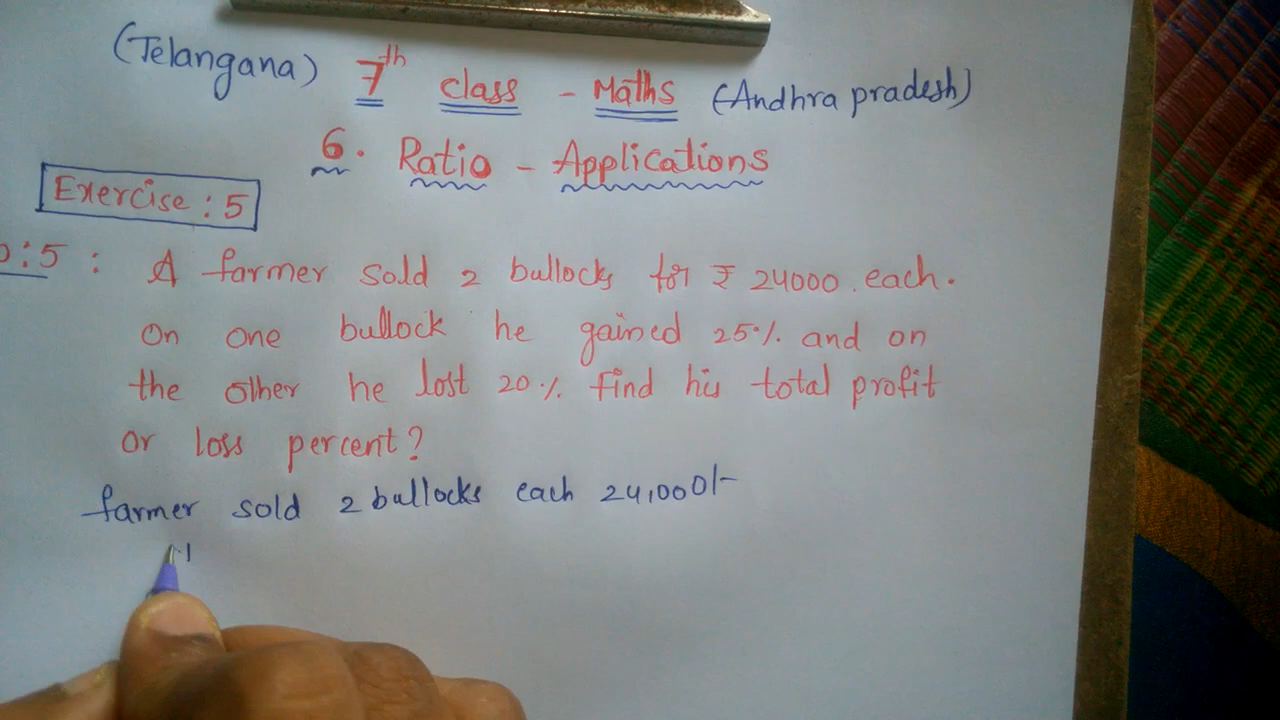 (Telangana) 7th class - Maths (Andhra pradesh)
6. Ratio - Applications
Exercise : 5
:5 : A farmer sold 2 bullocks for ₹ 24000 each.
On one bullock he gained 25% and on
the other he lost 20% find his total profit
or loss percent?
farmer sold 2 bullocks each 24,000/-